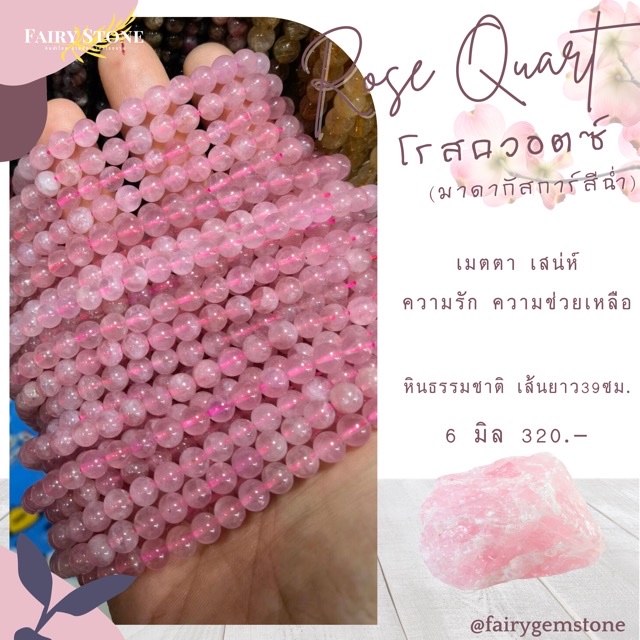 FAIRY STONE
Rose Quart
โรสควอตซ์
(มาดากัสการ์สีฉ่ำ)
เมตตา เสน่ห์
ความรัก ความช่วยเหลือ
หินธรรมชาติ เส้นยาว39ซม.
6 มิล 320.-
@fairygemstone